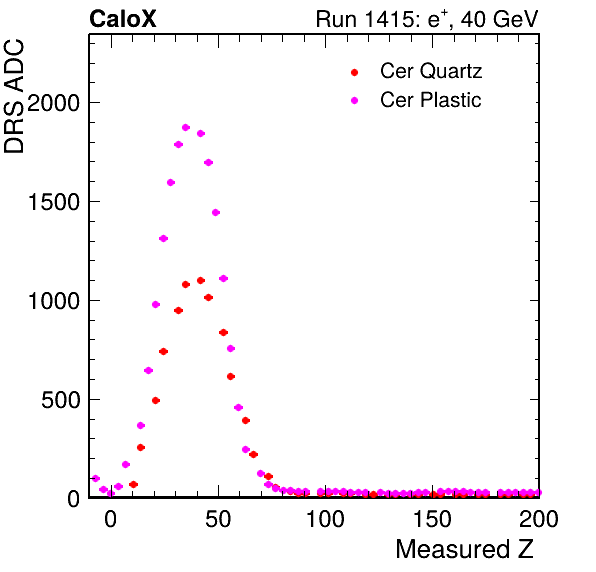 CaloX Run 1415: e⁺, 40 GeV
DRS ADC
Cer Quartz
Cer Plastic
2000
1500
1000
500
0
0 50 100 150 200
Measured Z